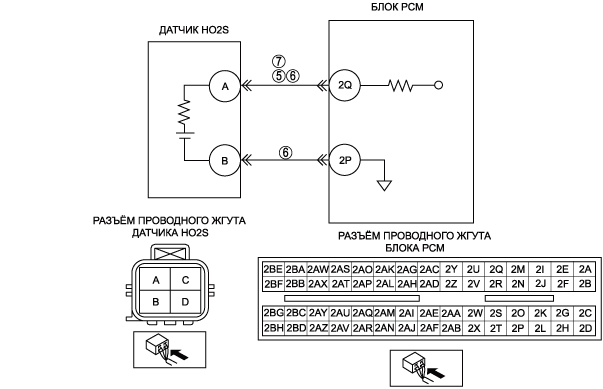 БЛОК PCM
ДАТЧИК HO2S
7
5 6
A
2Q
6
B
2P
РАЗЪЁМ ПРОВОДНОГО ЖГУТА
ДАТЧИКА HO2S
A C
B D
РАЗЪЁМ ПРОВОДНОГО ЖГУТА
БЛОКА PCM
2BE 2BA 2AW 2AS 2AO 2AK 2AG 2AC 2Y 2U 2Q 2M 2I 2E 2A
2BF 2BB 2AX 2AT 2AP 2AL 2AH 2AD 2Z 2V 2R 2N 2J 2F 2B
2BG 2BC 2AY 2AU 2AQ 2AM 2AI 2AE 2AA 2W 2S 2O 2K 2G 2C
2BH 2BD 2AZ 2AV 2AR 2AN 2AJ 2AF 2AB 2X 2T 2P 2L 2H 2D